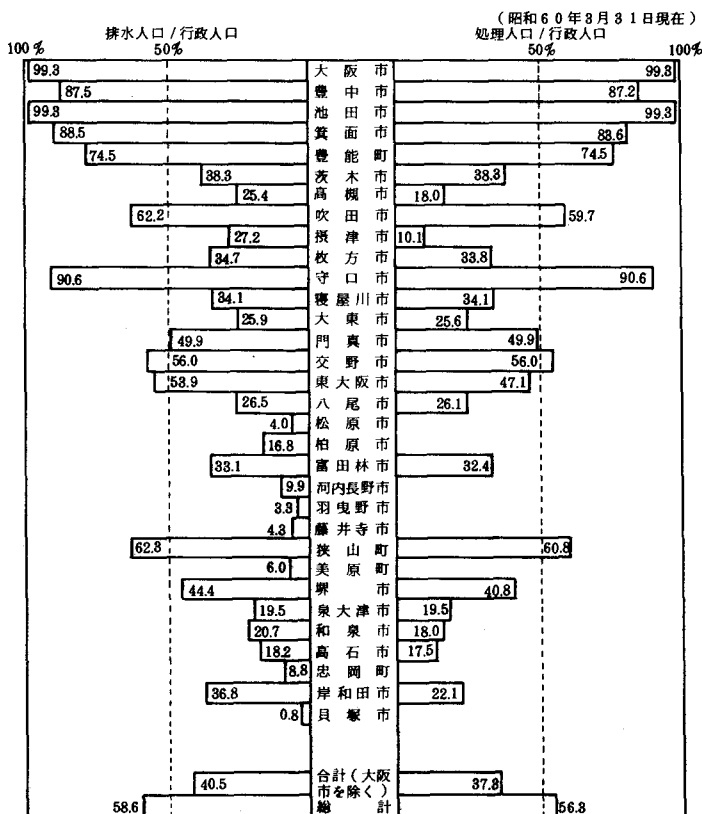 (昭和60年3月31日現在)
排水人口/行政人口 処理人口/行政人口
100% 50% 50% 100%
99.3 大阪市 99.3
87.5 豊中市 87.2
99.3 池田市 99.3
88.5 箕面市 83.6
74.5 豊能町 74.5
38.3 茨木市 38.3
25.4 高槻市 18.0
62.2 吹田市 59.7
27.2 摂津市 10.1
34.7 枚方市 33.8
90.6 守口市 90.6
34.1 寝屋川市 34.1
25.9 大東市 25.6
49.9 門真市 49.9
56.0 交野市 56.0
53.9 東大阪市 47.1
26.5 八尾市 26.1
4.0 松原市
16.8 柏原市
33.1 富田林市 32.4
9.9 河内長野市
3.3 羽曳野市
4.3 藤井寺市
62.3 狭山町 60.8
6.0 美原町
44.4 堺市 40.8
19.5 泉大津市 19.5
20.7 和泉市 18.0
18.2 高石市 17.5
8.8 忠岡町
36.8 岸和田市 22.1
0.8 貝塚市
40.5 合計(大阪市を除く) 37.3
58.6 総計 56.3